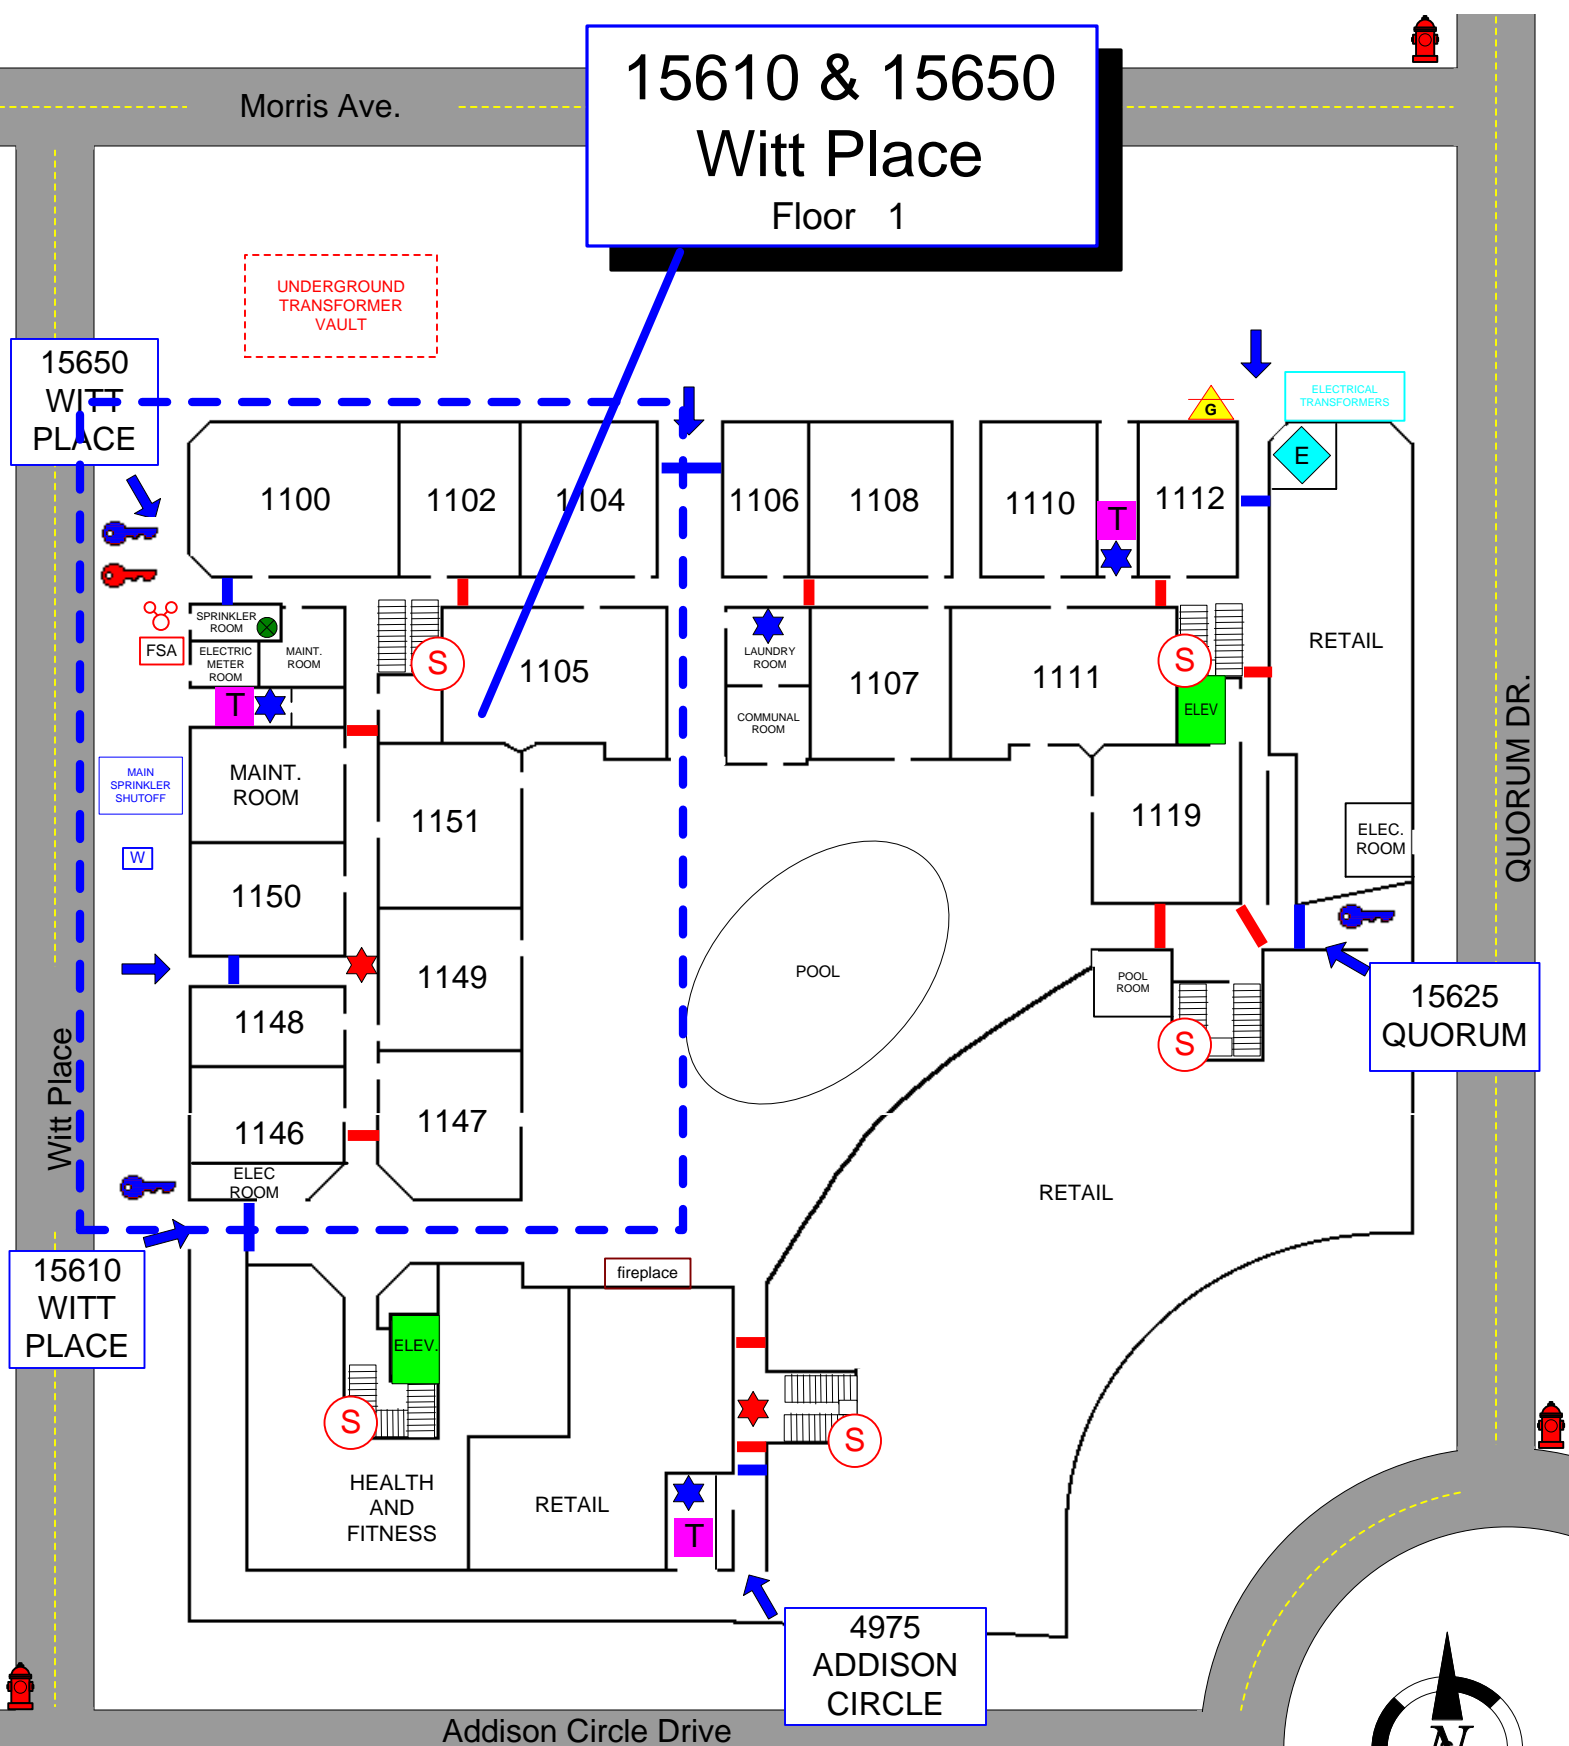 15610 & 15650
Witt Place
Floor 1
Morris Ave.
UNDERGROUND
TRANSFORMER
VAULT
15650
WITT
PLACE
ELECTRICAL
TRANSFORMERS
G
E
1100
1102
1104
1106
1108
1110
T
1112
SPRINKLER
ROOM
FSA
ELECTRIC
METER
ROOM
MAINT.
ROOM
T
S
1105
LAUNDRY
ROOM
COMMUNAL
ROOM
1107
1111
S
ELEV
RETAIL
QUORUM DR.
MAIN
SPRINKLER
SHUTOFF
W
MAINT.
ROOM
1151
1119
ELEC.
ROOM
1150
1149
POOL
POOL
ROOM
S
15625
QUORUM
1148
1147
1146
Witt Place
ELEC
ROOM
RETAIL
15610
WITT
PLACE
fireplace
ELEV.
S
S
HEALTH
AND
FITNESS
RETAIL
T
4975
ADDISON
CIRCLE
Addison Circle Drive
N